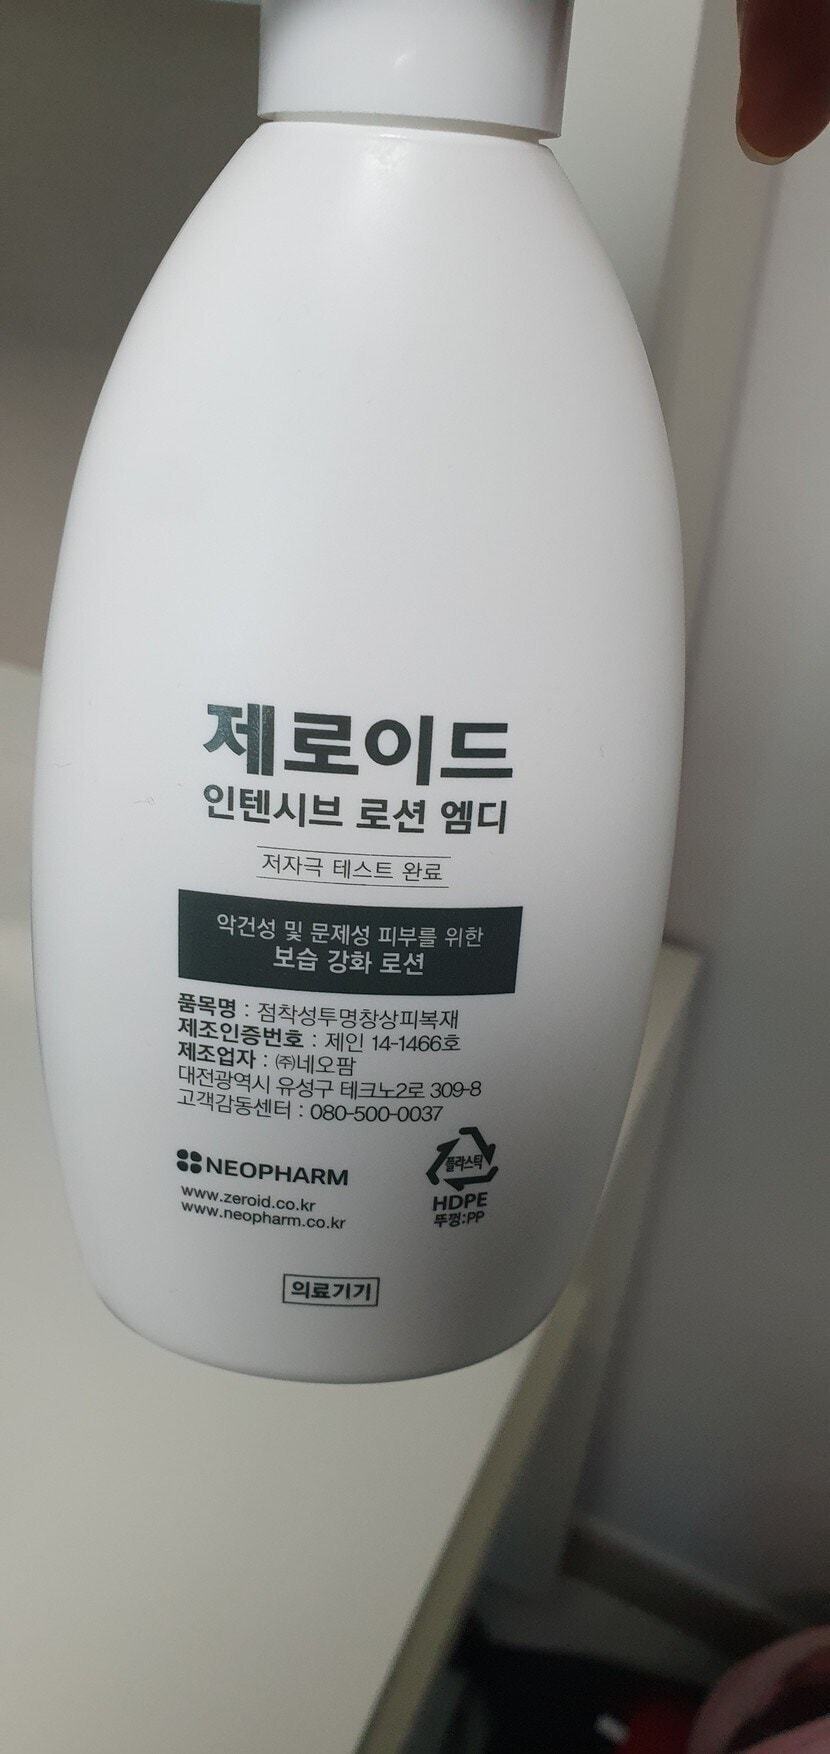 제로이드
인텐시브 로션 엠디
저자극 테스트 완료
악건성 및 문제성 피부를 위한
보습 강화 로션
품목명 : 점착성투명창상피복재
제조인증번호 : 제인 14-1466호
제조업자 : ㈜네오팜
대전광역시 유성구 테크노2로 309-8
고객감동센터 : 080-500-0037
NEOPHARM
www.zeroid.co.kr
www.neopharm.co.kr
플라스틱
HDPE
뚜껑:PP
의료기기